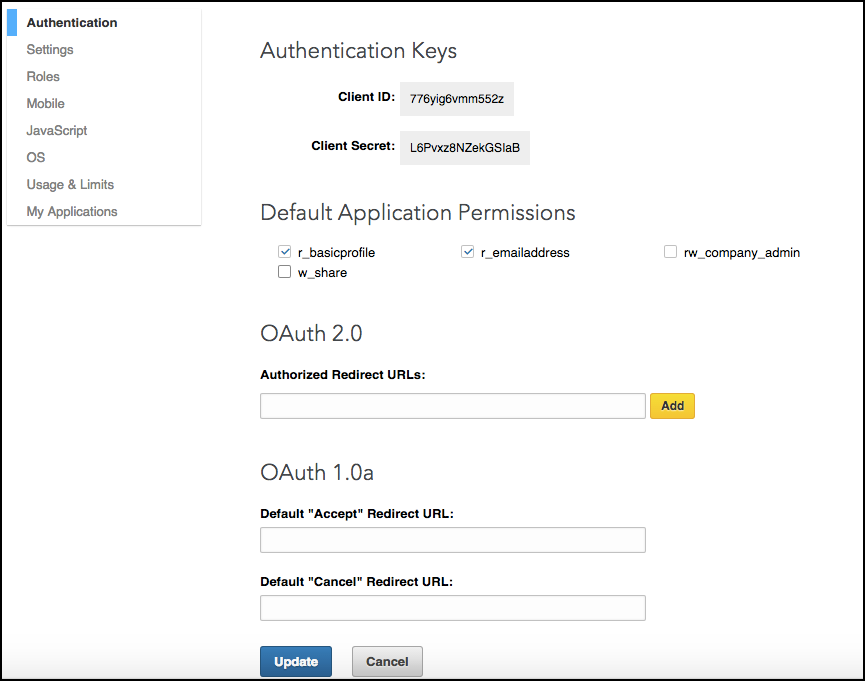 Authentication
Settings
Roles
Mobile
JavaScript
OS
Usage & Limits
My Applications
Authentication Keys
Client ID: 776yig6vmm552z
Client Secret: L6Pvxz8NZekGSIaB
Default Application Permissions
r_basicprofile r_emailaddress rw_company_admin
w_share
OAuth 2.0
Authorized Redirect URLs:
Add
OAuth 1.0a
Default "Accept" Redirect URL:
Default "Cancel" Redirect URL:
Update Cancel